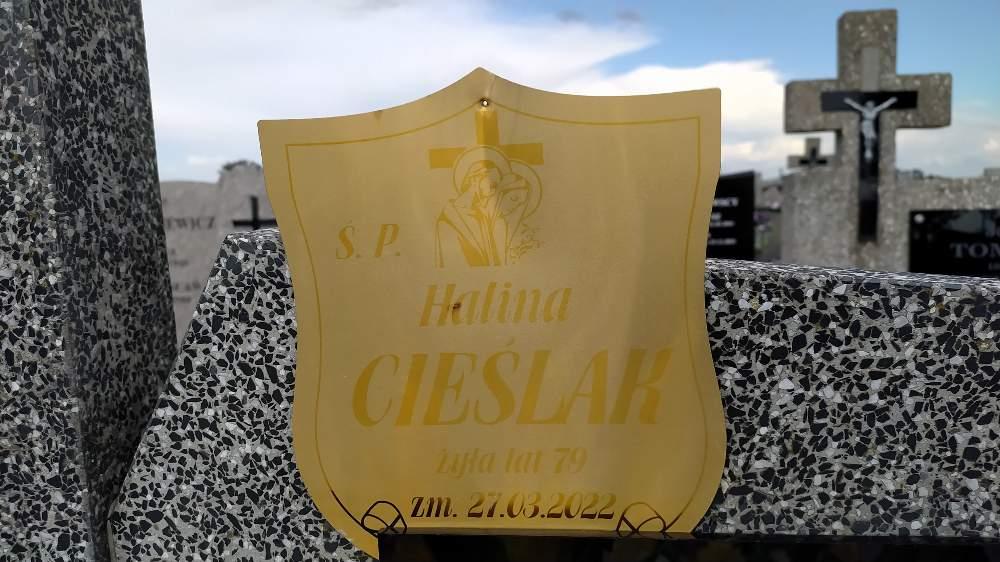 Ś. P.
Halina
CIEŚLAK
żyła lat 79
zm. 27.03.2022